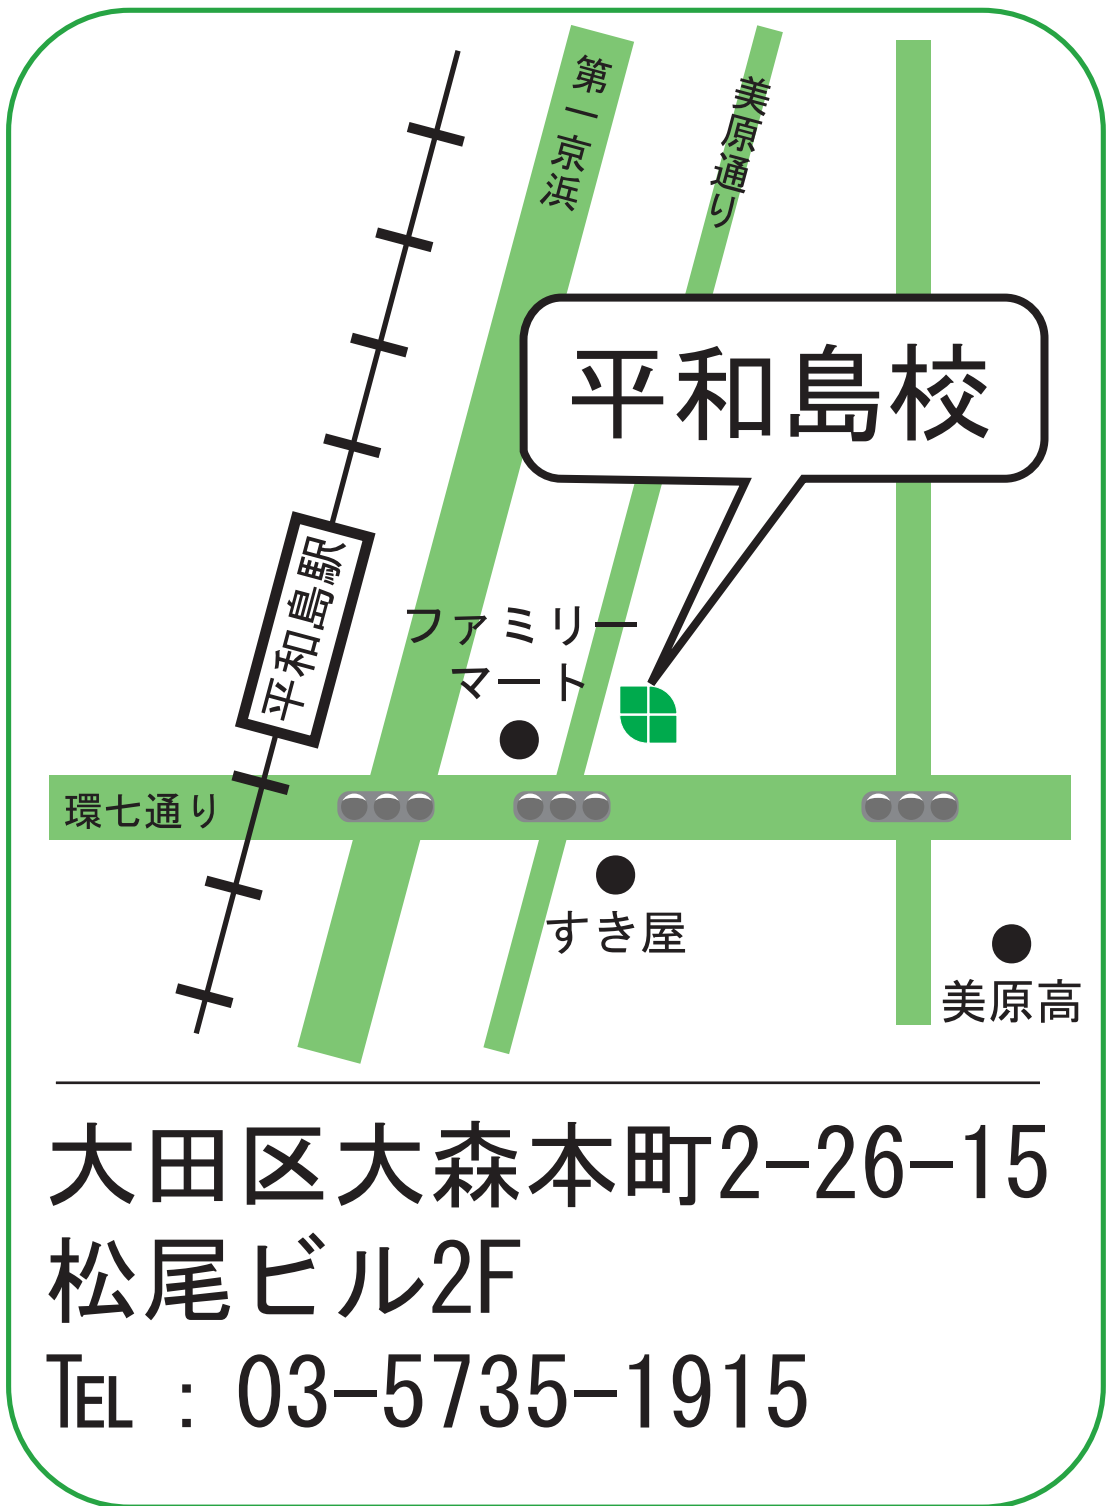 第一京浜
美原通り
平和島校
平和島駅
ファミリー
マート
環七通り
すき屋
美原高
大田区大森本町2-26-15
松尾ビル2F
TEL : 03-5735-1915